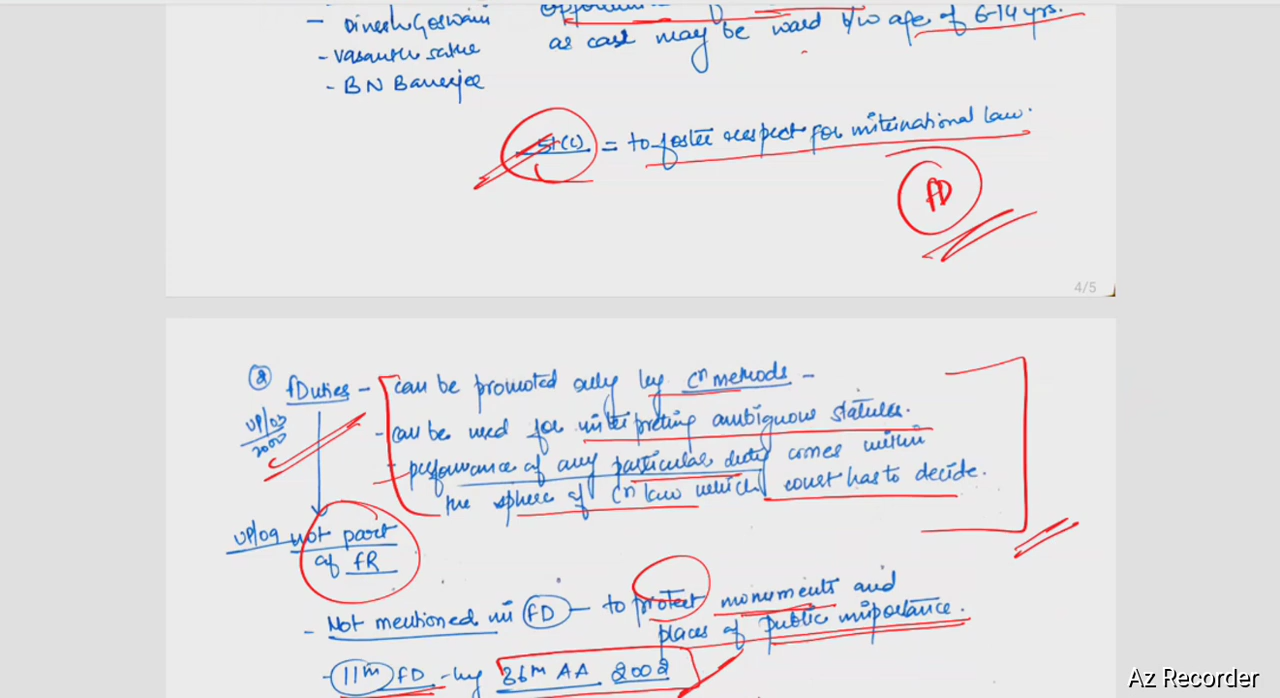 - Dinesh Goswami
- Vasanth Sathe
- BN Banerjee
as case may be ward b/w age of 6-14 yrs.
51(c) = to foster respect for international law.
FD
4/5
② fDuties - can be promoted only by Cn methods -
UP/03
2000
- can be used for interpreting ambiguous statutes.
- performance of any particular duty comes within
the sphere of Cn law which court has to decide.
UP/09 not part
of fR
- Not mentioned in FD - to protect monuments and
places of public importance.
- 11th FD - by 86th AA 2002
Az Recorder